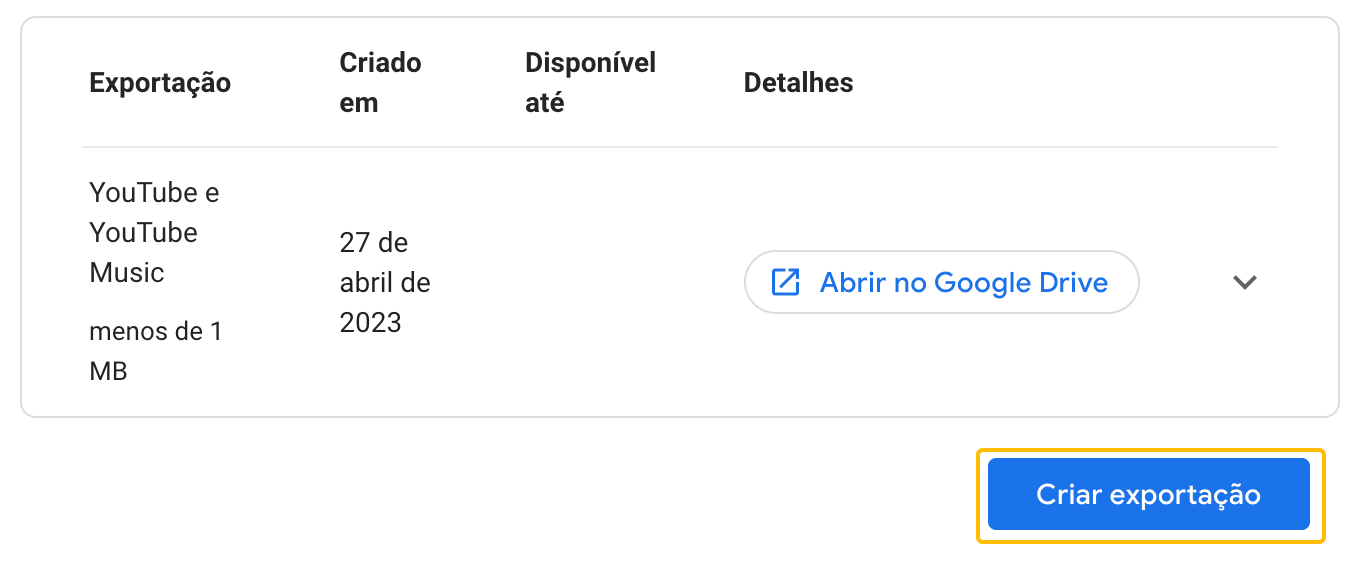 Exportação
Criado
em
Disponível
até
Detalhes
YouTube e
YouTube
Music
menos de 1
MB
27 de
abril de
2023
Abrir no Google Drive
Criar exportação